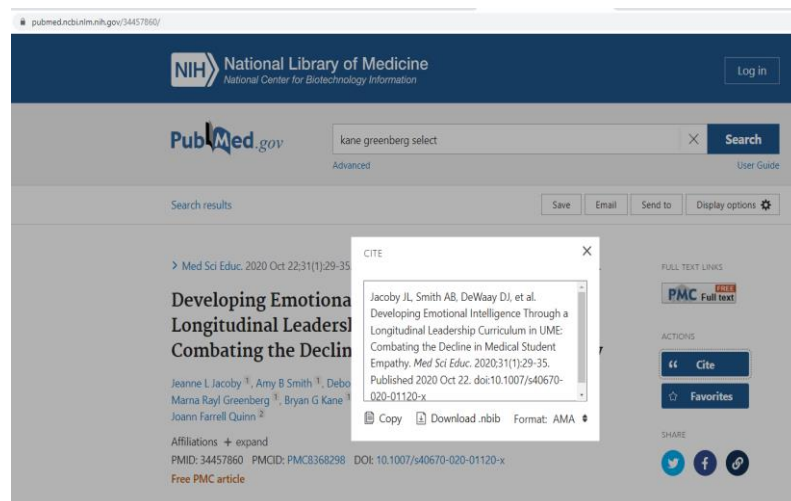 pubmed.ncbi.nlm.nih.gov/34457860/
NIH National Library of Medicine
National Center for Biotechnology Information
Log in
PubMed.gov
kane greenberg select
Search
Advanced
User Guide
Search results
Save Email Send to Display options
CITE
> Med Sci Educ. 2020 Oct 22;31(1):29-35.
FULL TEXT LINKS
FREE
PMC Full text
Developing Emotiona
Longitudinal Leadersh
Combating the Declin
Jacoby JL, Smith AB, DeWaay DJ, et al.
Developing Emotional Intelligence Through a
Longitudinal Leadership Curriculum in UME:
Combating the Decline in Medical Student
Empathy. Med Sci Educ. 2020;31(1):29-35.
Published 2020 Oct 22. doi:10.1007/s40670-
020-01120-x
Copy Download .nbib Format: AMA
y
ACTIONS
Cite
Favorites
Jeanne L Jacoby 1, Amy B Smith 1, Debo
Marna Rayl Greenberg 1, Bryan G Kane 1
Joann Farrell Quinn 2
Affiliations + expand
PMID: 34457860 PMCID: PMC8368298 DOI: 10.1007/s40670-020-01120-x
Free PMC article
SHARE